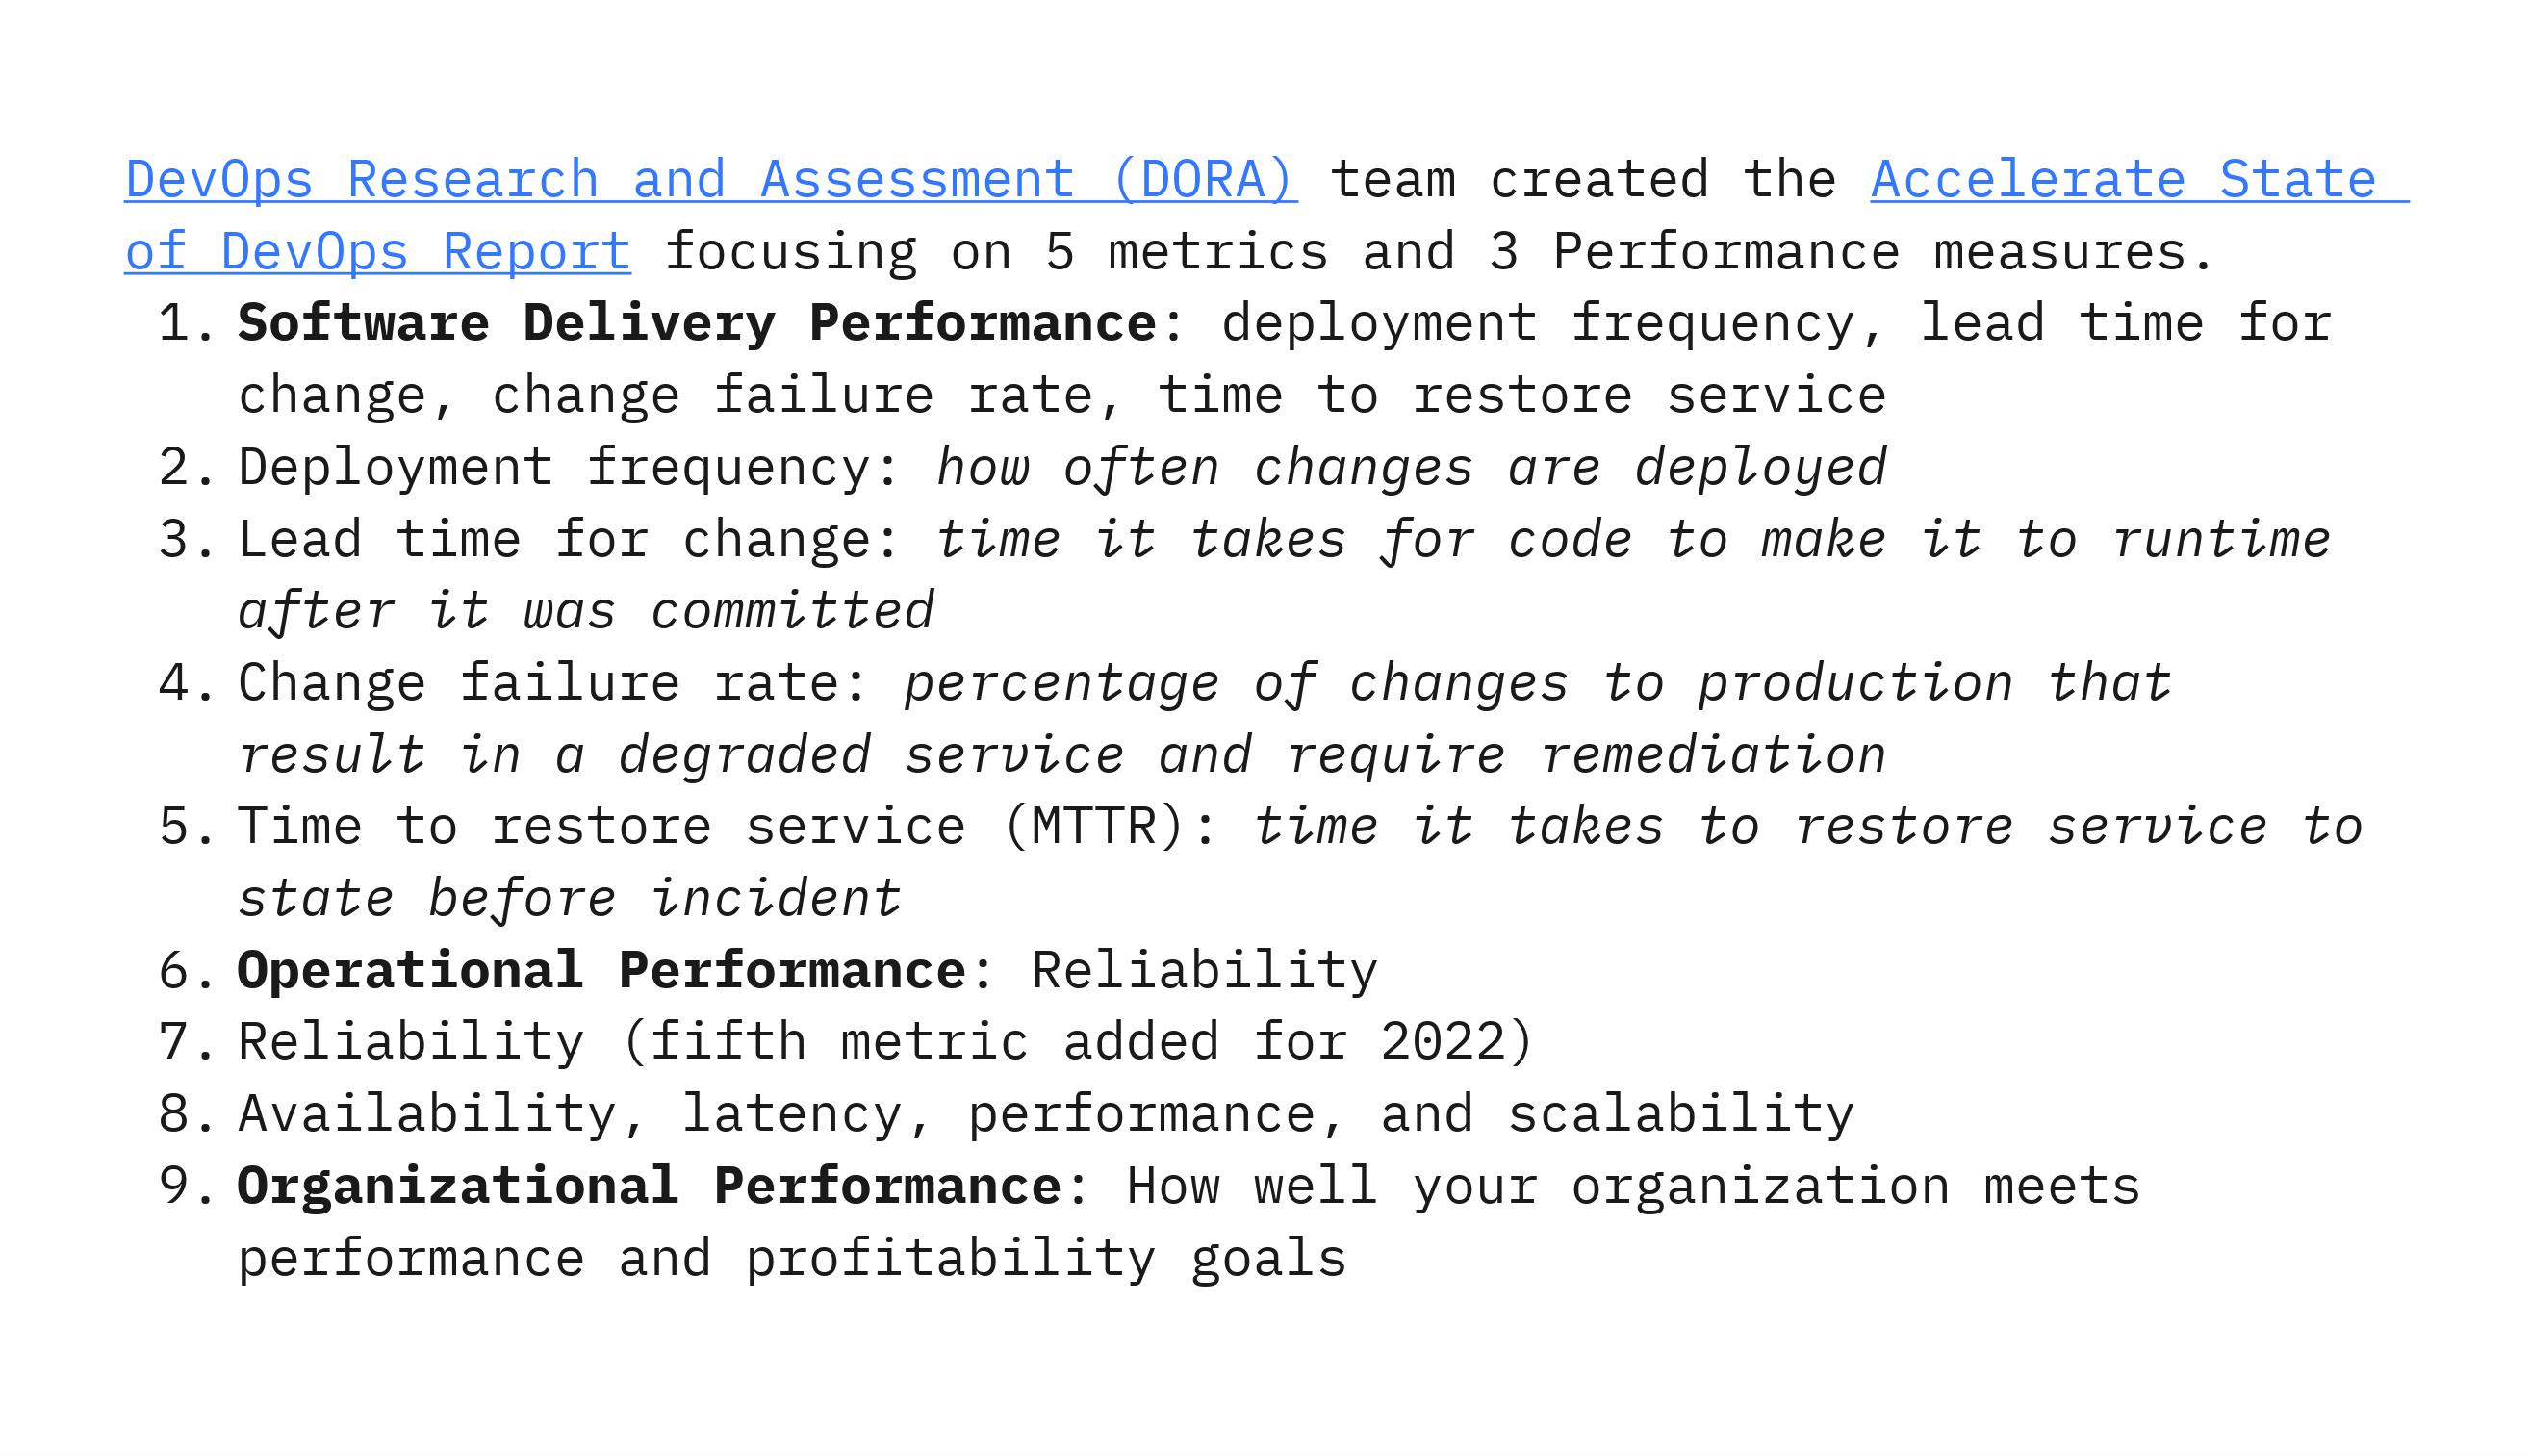 DevOps Research and Assessment (DORA) team created the Accelerate State
of DevOps Report focusing on 5 metrics and 3 Performance measures.
1. Software Delivery Performance: deployment frequency, lead time for
change, change failure rate, time to restore service
2. Deployment frequency: how often changes are deployed
3. Lead time for change: time it takes for code to make it to runtime
after it was committed
4. Change failure rate: percentage of changes to production that
result in a degraded service and require remediation
5. Time to restore service (MTTR): time it takes to restore service to
state before incident
6. Operational Performance: Reliability
7. Reliability (fifth metric added for 2022)
8. Availability, latency, performance, and scalability
9. Organizational Performance: How well your organization meets
performance and profitability goals